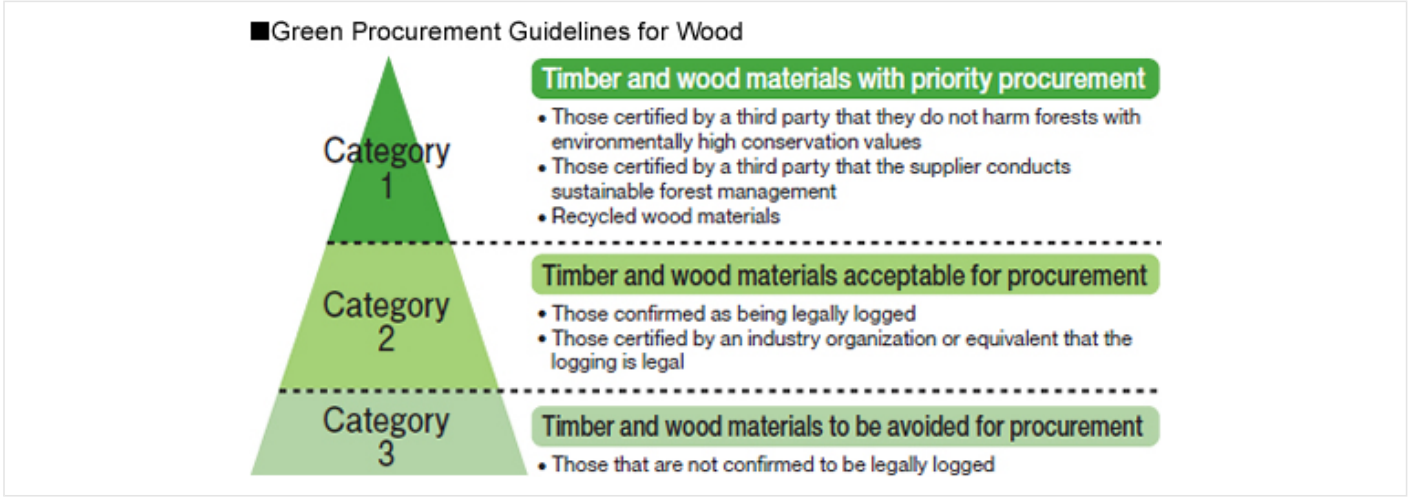 ■Green Procurement Guidelines for Wood
Category
1
Timber and wood materials with priority procurement
• Those certified by a third party that they do not harm forests with
environmentally high conservation values
• Those certified by a third party that the supplier conducts
sustainable forest management
• Recycled wood materials
Category
2
Timber and wood materials acceptable for procurement
• Those confirmed as being legally logged
• Those certified by an industry organization or equivalent that the
logging is legal
Category
3
Timber and wood materials to be avoided for procurement
• Those that are not confirmed to be legally logged